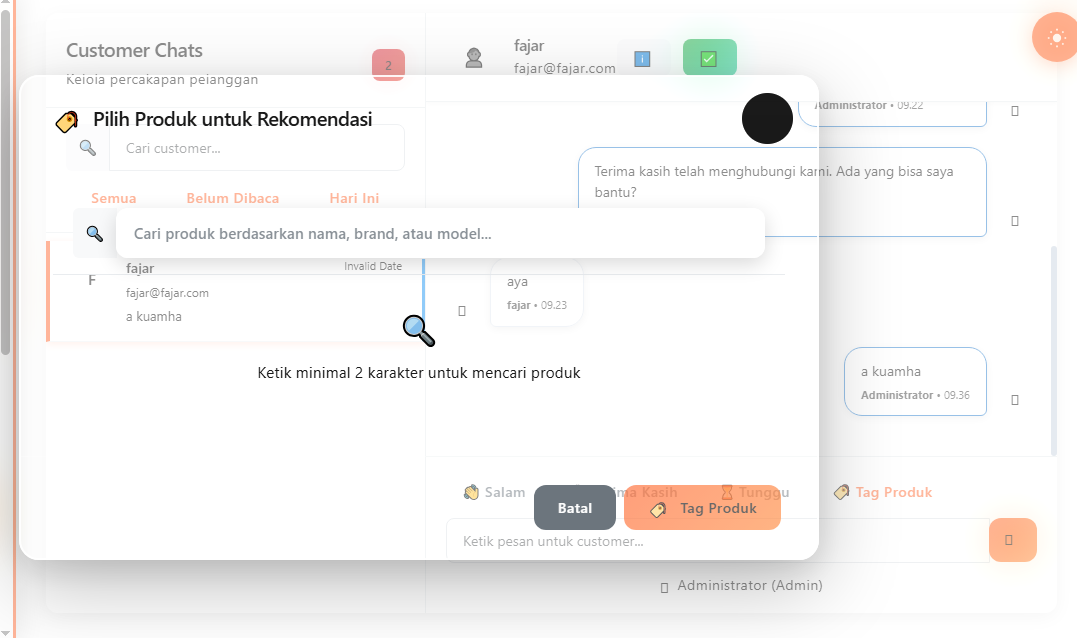 Customer Chats
Kelola percakapan pelanggan
2
fajar
fajar@fajar.com
Administrator • 09.22
Pilih Produk untuk Rekomendasi
Cari customer...
Terima kasih telah menghubungi kami. Ada yang bisa saya
bantu?
Semua
Belum Dibaca
Hari Ini
Cari produk berdasarkan nama, brand, atau model...
F
fajar
Invalid Date
fajar@fajar.com
a kuamha
aya
fajar • 09.23
Ketik minimal 2 karakter untuk mencari produk
a kuamha
Administrator • 09.36
Salam
ima Kasih
Tunggu
Tag Produk
Batal
Tag Produk
Ketik pesan untuk customer...
Administrator (Admin)